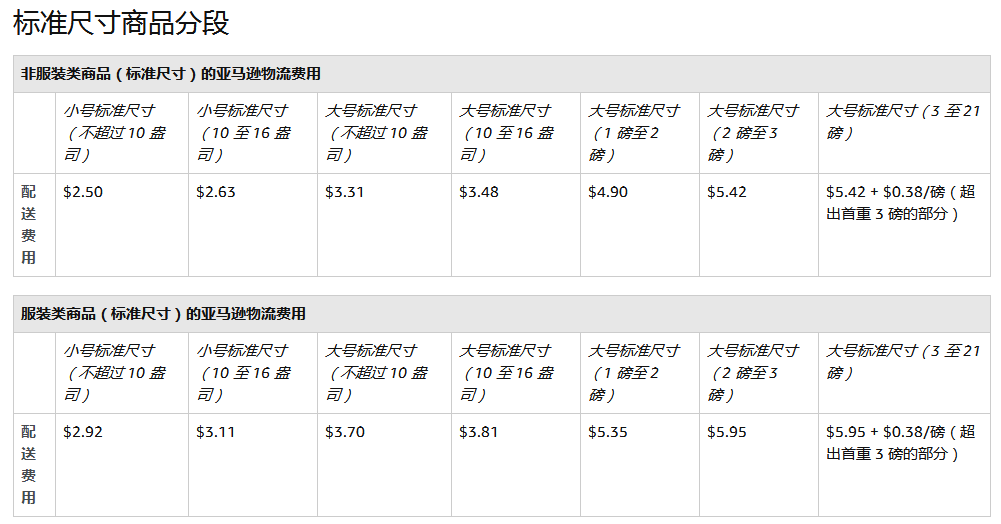 标准尺寸商品分段
非服装类商品（标准尺寸）的亚马逊物流费用
小号标准尺寸（不超过 10 盎司）
小号标准尺寸（10 至 16 盎司）
大号标准尺寸（不超过 10 盎司）
大号标准尺寸（10 至 16 盎司）
大号标准尺寸（1 磅至 2 磅）
大号标准尺寸（2 磅至 3 磅）
大号标准尺寸（3 至 21 磅）
配送费用
$2.50
$2.63
$3.31
$3.48
$4.90
$5.42
$5.42 + $0.38/磅（超出首重 3 磅的部分）
服装类商品（标准尺寸）的亚马逊物流费用
小号标准尺寸（不超过 10 盎司）
小号标准尺寸（10 至 16 盎司）
大号标准尺寸（不超过 10 盎司）
大号标准尺寸（10 至 16 盎司）
大号标准尺寸（1 磅至 2 磅）
大号标准尺寸（2 磅至 3 磅）
大号标准尺寸（3 至 21 磅）
配送费用
$2.92
$3.11
$3.70
$3.81
$5.35
$5.95
$5.95 + $0.38/磅（超出首重 3 磅的部分）